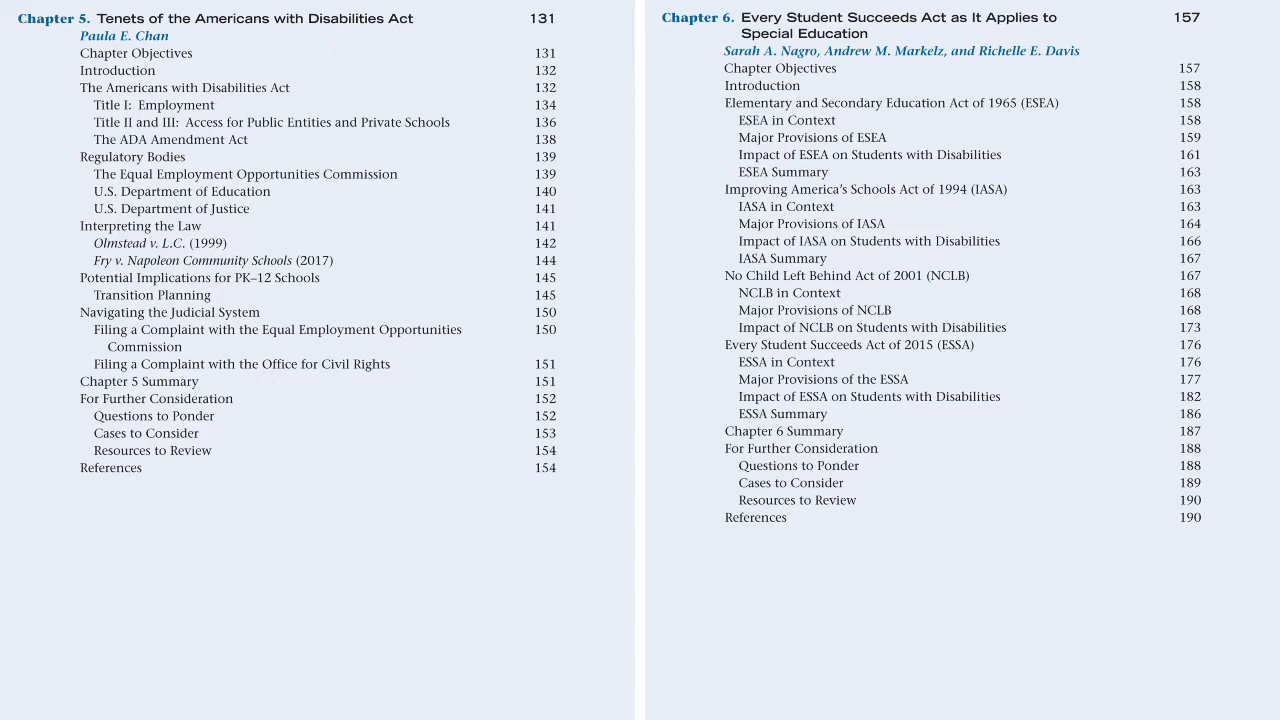 Chapter 5. Tenets of the Americans with Disabilities Act 131
Paula E. Chan
Chapter Objectives 131
Introduction 132
The Americans with Disabilities Act 132
Title I: Employment 134
Title II and III: Access for Public Entities and Private Schools 136
The ADA Amendment Act 138
Regulatory Bodies 139
The Equal Employment Opportunities Commission 139
U.S. Department of Education 140
U.S. Department of Justice 141
Interpreting the Law 141
Olmstead v. L.C. (1999) 142
Fry v. Napoleon Community Schools (2017) 144
Potential Implications for PK–12 Schools 145
Transition Planning 145
Navigating the Judicial System 150
Filing a Complaint with the Equal Employment Opportunities 150
Commission
Filing a Complaint with the Office for Civil Rights 151
Chapter 5 Summary 151
For Further Consideration 152
Questions to Ponder 152
Cases to Consider 153
Resources to Review 154
References 154
Chapter 6. Every Student Succeeds Act as It Applies to 157
Special Education
Sarah A. Nagro, Andrew M. Markelz, and Richelle E. Davis
Chapter Objectives 157
Introduction 158
Elementary and Secondary Education Act of 1965 (ESEA) 158
ESEA in Context 158
Major Provisions of ESEA 159
Impact of ESEA on Students with Disabilities 161
ESEA Summary 163
Improving America's Schools Act of 1994 (IASA) 163
IASA in Context 163
Major Provisions of IASA 164
Impact of IASA on Students with Disabilities 166
IASA Summary 167
No Child Left Behind Act of 2001 (NCLB) 167
NCLB in Context 168
Major Provisions of NCLB 168
Impact of NCLB on Students with Disabilities 173
Every Student Succeeds Act of 2015 (ESSA) 176
ESSA in Context 176
Major Provisions of the ESSA 177
Impact of ESSA on Students with Disabilities 182
ESSA Summary 186
Chapter 6 Summary 187
For Further Consideration 188
Questions to Ponder 188
Cases to Consider 189
Resources to Review 190
References 190